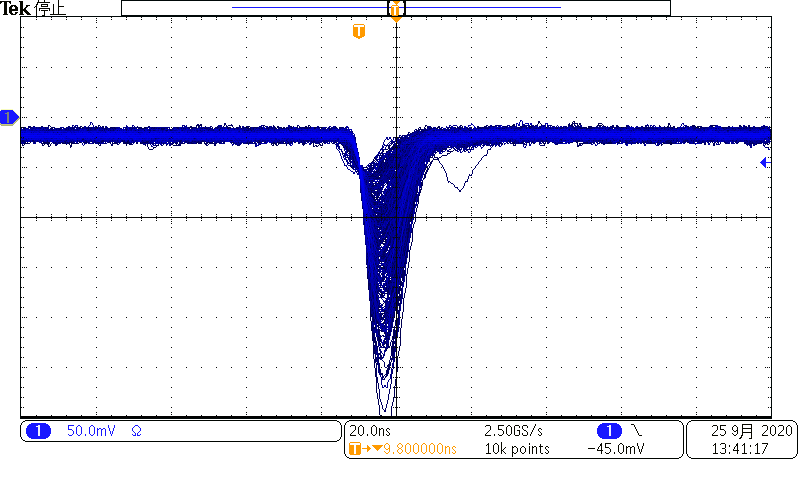 Tek 停止
T
T
1
1 50.0mV Ω
20.0ns 2.50GS/s 1 -45.0mV
T→▼9.800000ns 10k points
25 9月 2020
13:41:17